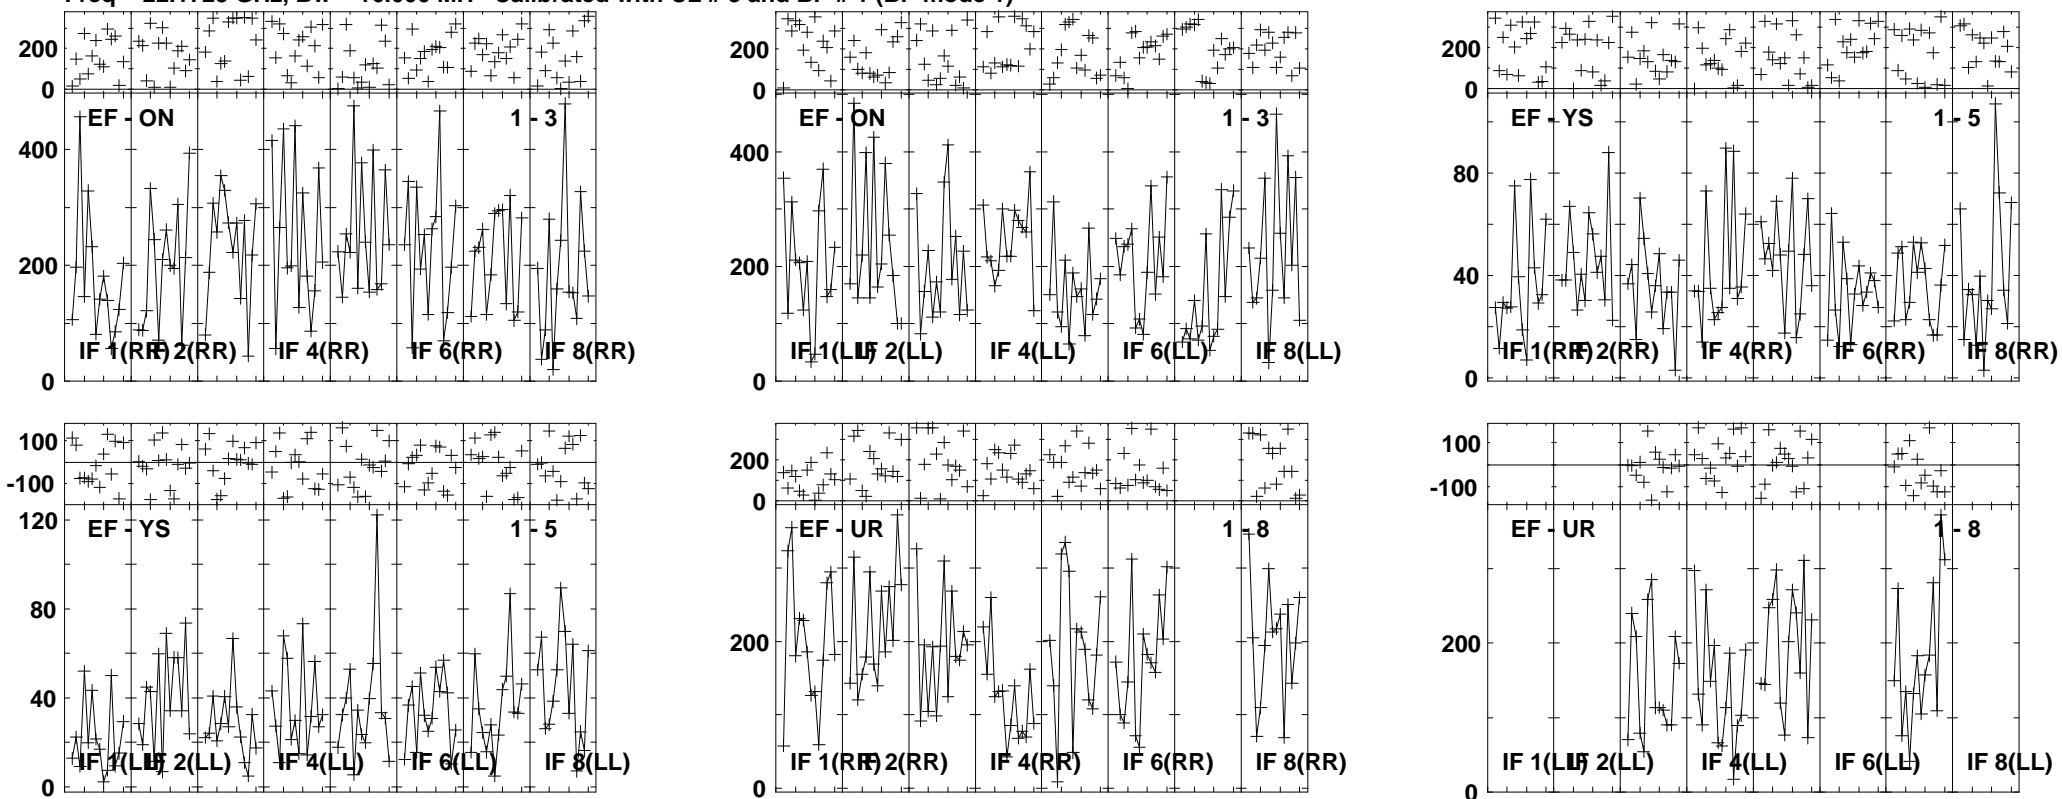 200
0
EF - ON 1 - 3
400
200
0
IF 1(RR) IF 2(RR) IF 4(RR) IF 6(RR) IF 8(RR)
200
0
EF - ON 1 - 3
400
200
0
IF 1(LL) IF 2(LL) IF 4(LL) IF 6(LL) IF 8(LL)
200
0
EF - YS 1 - 5
80
40
0
IF 1(RR) IF 2(RR) IF 4(RR) IF 6(RR) IF 8(RR)
100
-100
EF - YS 1 - 5
120
80
40
0
IF 1(LL) IF 2(LL) IF 4(LL) IF 6(LL) IF 8(LL)
200
0
EF - UR 1 - 8
200
0
IF 1(RR) IF 2(RR) IF 4(RR) IF 6(RR) IF 8(RR)
100
-100
EF - UR 1 - 8
200
0
IF 1(LL) IF 2(LL) IF 4(LL) IF 6(LL) IF 8(LL)